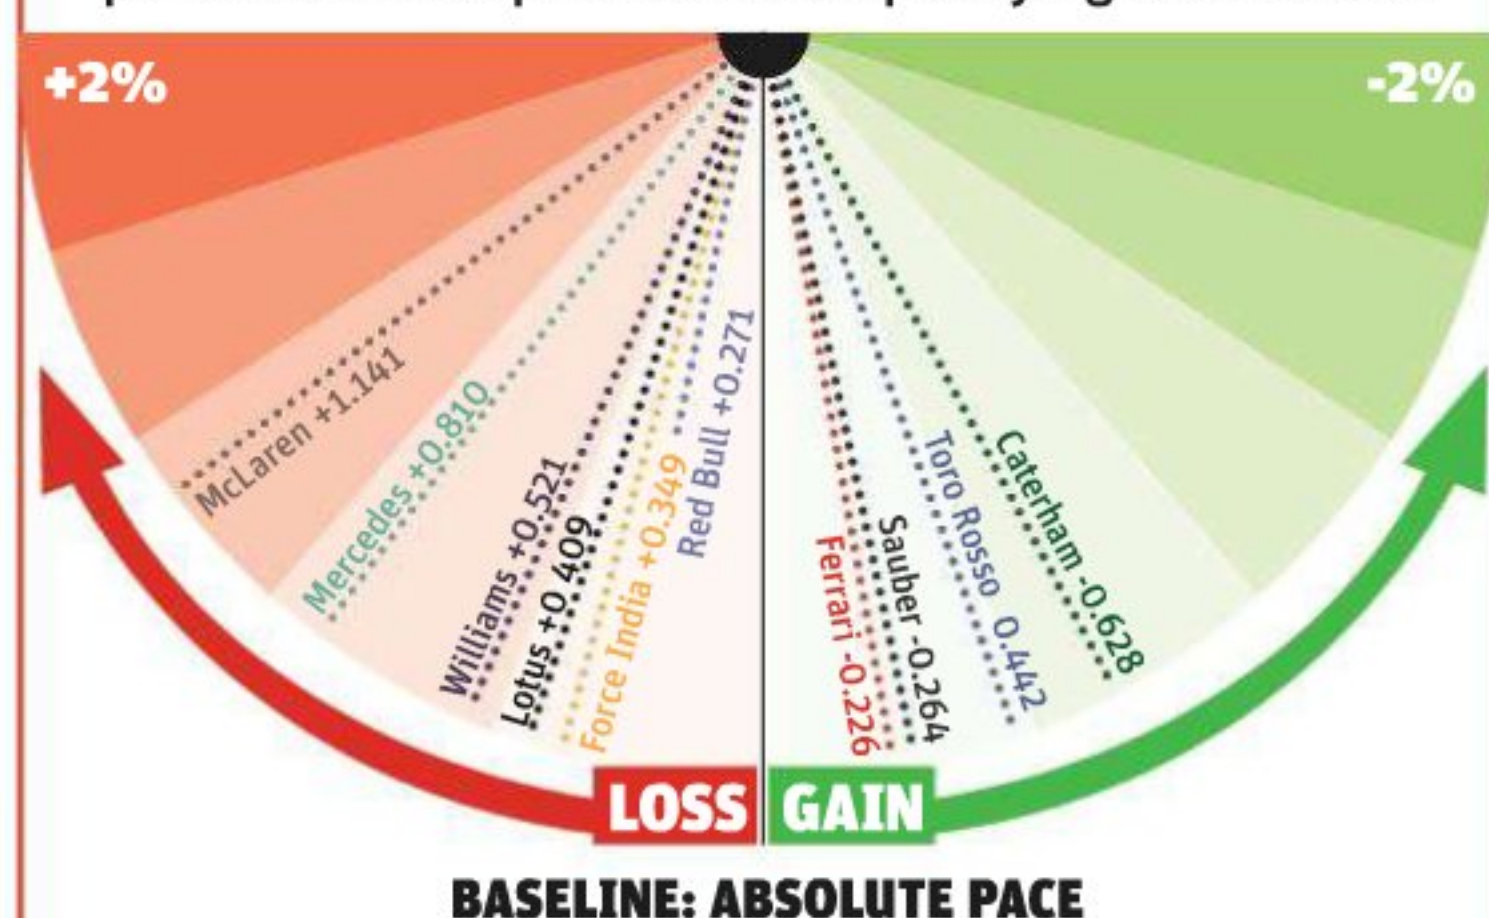 +2%
-2%
McLaren +1.141
Mercedes +0.810
Williams +0.521
Lotus +0 409
Force India +0.349
Red Bull +0.271
Ferrari -0.226
Sauber -0.264
Toro Rosso 0.442
Caterham -0.628
LOSS
GAIN
BASELINE: ABSOLUTE PACE